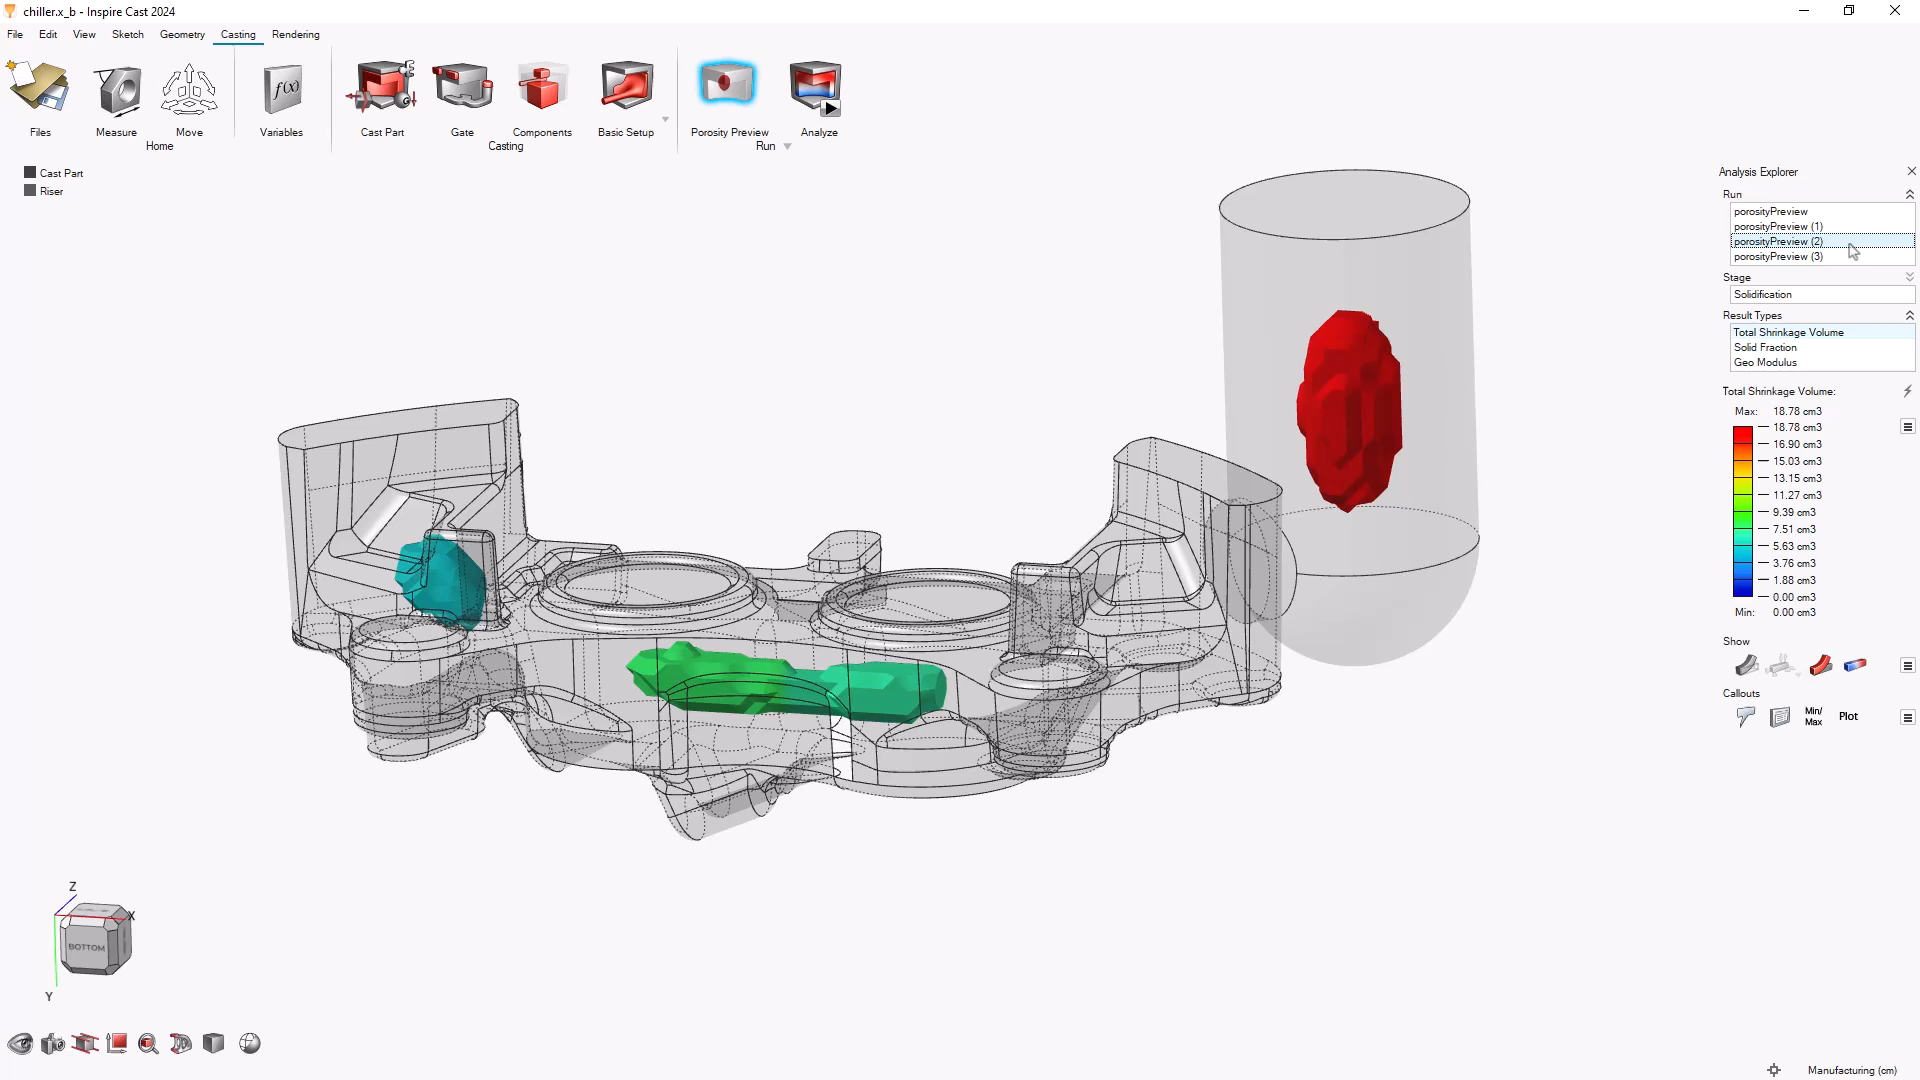 chiller.x_b - Inspire Cast 2024
File Edit View Sketch Geometry Casting Rendering
f(x)
Files Measure Move Variables Cast Part Gate Components Basic Setup Porosity Preview Analyze
Home Casting Run
Cast Part
Riser
Analysis Explorer
Run
porosityPreview
porosityPreview (1)
porosityPreview (2)
porosityPreview (3)
Stage
Solidification
Result Types
Total Shrinkage Volume
Solid Fraction
Geo Modulus
Total Shrinkage Volume:
Max: 18.78 cm3
18.78 cm3
16.90 cm3
15.03 cm3
13.15 cm3
11.27 cm3
9.39 cm3
7.51 cm3
5.63 cm3
3.76 cm3
1.88 cm3
0.00 cm3
Min: 0.00 cm3
Show
Callouts
Min/
Max Plot
Z
X
BOTTOM
Y
Manufacturing (cm)